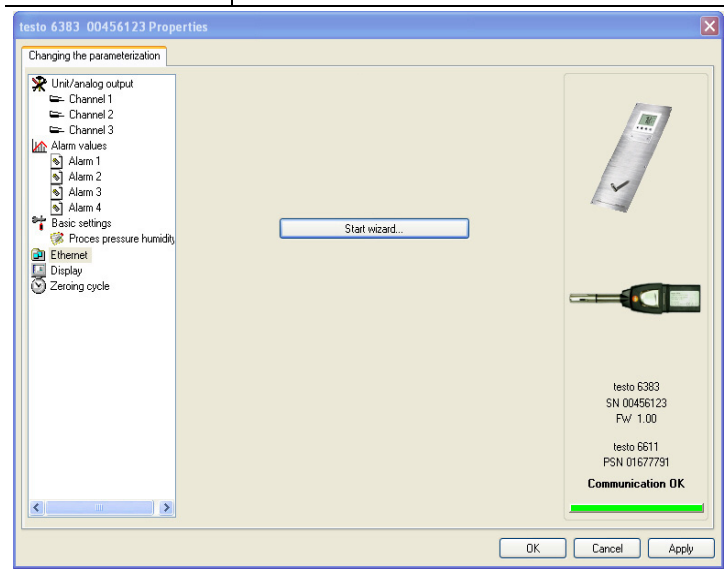 testo 6383 00456123 Properties
Changing the parameterization
Unit/analog output
Channel 1
Channel 2
Channel 3
Alarm values
Alarm 1
Alarm 2
Alarm 3
Alarm 4
Basic settings
Proces pressure humidity
Ethernet
Display
Zeroing cycle
Start wizard...
testo 6383
SN 00456123
FW 1.00
testo 6611
PSN 01677791
Communication OK
OK
Cancel
Apply